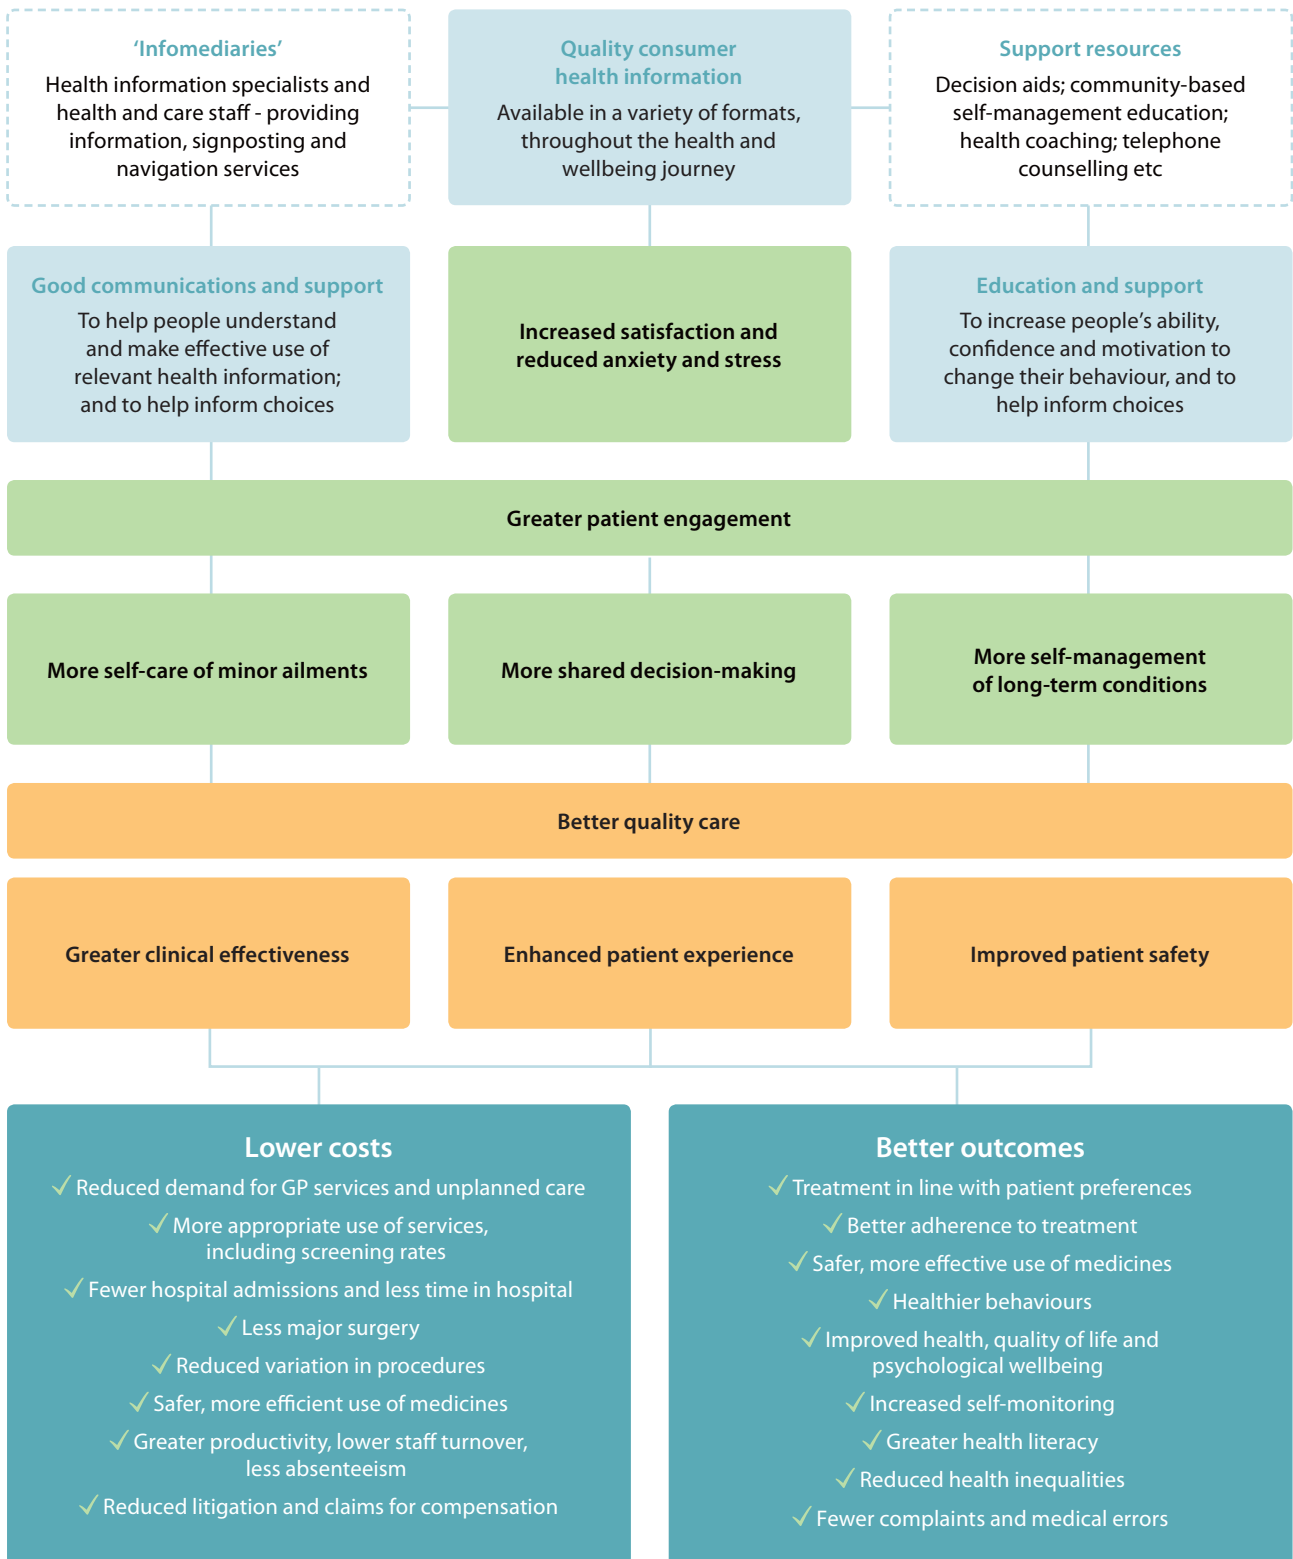 ‘Infomediaries’
Health information specialists and
health and care staff - providing
information, signposting and
navigation services
Quality consumer
health information
Available in a variety of formats,
throughout the health and
wellbeing journey
Support resources
Decision aids; community-based
self-management education;
health coaching; telephone
counselling etc
Good communications and support
To help people understand
and make effective use of
relevant health information;
and to help inform choices
Increased satisfaction and
reduced anxiety and stress
Education and support
To increase people’s ability,
confidence and motivation to
change their behaviour, and to
help inform choices
Greater patient engagement
More self-care of minor ailments
More shared decision-making
More self-management
of long-term conditions
Better quality care
Greater clinical effectiveness
Enhanced patient experience
Improved patient safety
Lower costs
✓ Reduced demand for GP services and unplanned care
✓ More appropriate use of services,
including screening rates
✓ Fewer hospital admissions and less time in hospital
✓ Less major surgery
✓ Reduced variation in procedures
✓ Safer, more efficient use of medicines
✓ Greater productivity, lower staff turnover,
less absenteeism
✓ Reduced litigation and claims for compensation
Better outcomes
✓ Treatment in line with patient preferences
✓ Better adherence to treatment
✓ Safer, more effective use of medicines
✓ Healthier behaviours
✓ Improved health, quality of life and
psychological wellbeing
✓ Increased self-monitoring
✓ Greater health literacy
✓ Reduced health inequalities
✓ Fewer complaints and medical errors